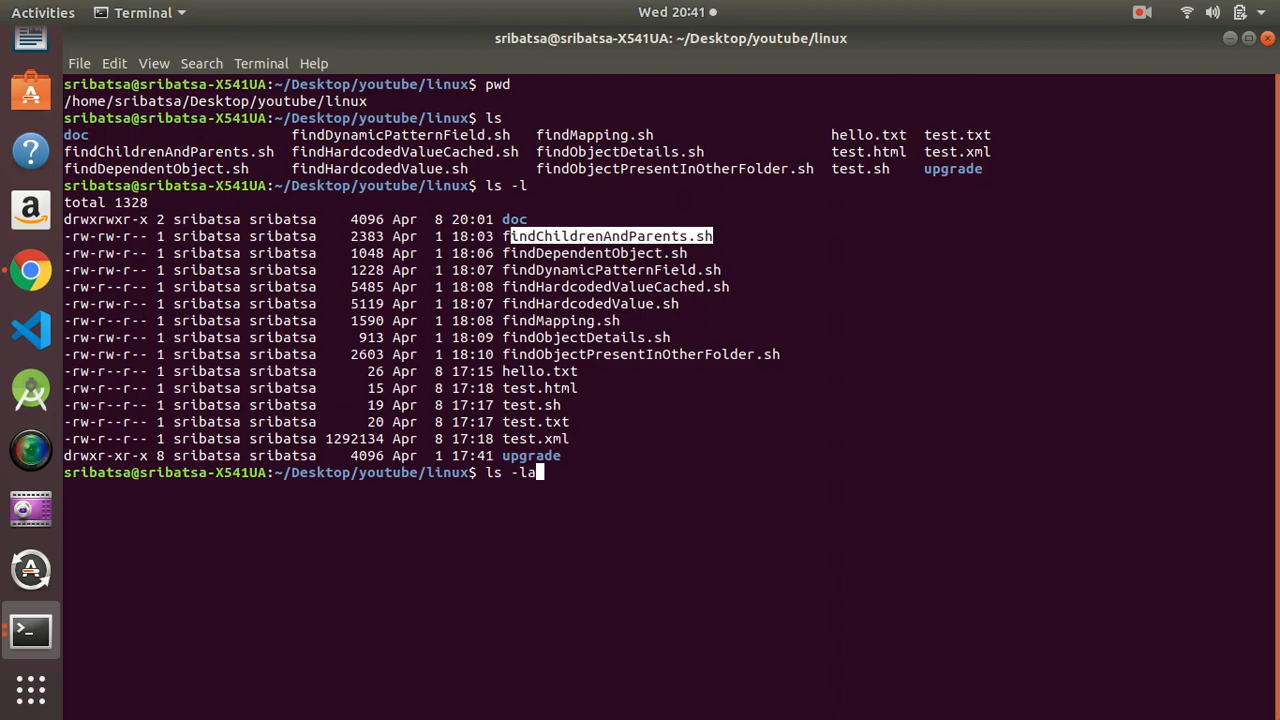 Activities Terminal Wed 20:41
sribatsa@sribatsa-X541UA: ~/Desktop/youtube/linux
File Edit View Search Terminal Help
sribatsa@sribatsa-X541UA:~/Desktop/youtube/linux$ pwd
/home/sribatsa/Desktop/youtube/linux
sribatsa@sribatsa-X541UA:~/Desktop/youtube/linux$ ls
doc findDynamicPatternField.sh findMapping.sh hello.txt test.txt
findChildrenAndParents.sh findHardcodedValueCached.sh findObjectDetails.sh test.html test.xml
findDependentObject.sh findHardcodedValue.sh findObjectPresentInOtherFolder.sh test.sh upgrade
sribatsa@sribatsa-X541UA:~/Desktop/youtube/linux$ ls -l
total 1328
drwxrwxr-x 2 sribatsa sribatsa 4096 Apr 8 20:01 doc
-rw-rw-r-- 1 sribatsa sribatsa 2383 Apr 1 18:03 findChildrenAndParents.sh
-rw-rw-r-- 1 sribatsa sribatsa 1048 Apr 1 18:06 findDependentObject.sh
-rw-rw-r-- 1 sribatsa sribatsa 1228 Apr 1 18:07 findDynamicPatternField.sh
-rw-rw-r-- 1 sribatsa sribatsa 5485 Apr 1 18:08 findHardcodedValueCached.sh
-rw-rw-r-- 1 sribatsa sribatsa 5119 Apr 1 18:07 findHardcodedValue.sh
-rw-rw-r-- 1 sribatsa sribatsa 1590 Apr 1 18:08 findMapping.sh
-rw-rw-r-- 1 sribatsa sribatsa 913 Apr 1 18:09 findObjectDetails.sh
-rw-rw-r-- 1 sribatsa sribatsa 2603 Apr 1 18:10 findObjectPresentInOtherFolder.sh
-rw-r--r-- 1 sribatsa sribatsa 26 Apr 8 17:15 hello.txt
-rw-r--r-- 1 sribatsa sribatsa 15 Apr 8 17:18 test.html
-rw-r--r-- 1 sribatsa sribatsa 19 Apr 8 17:17 test.sh
-rw-r--r-- 1 sribatsa sribatsa 20 Apr 8 17:17 test.txt
-rw-r--r-- 1 sribatsa sribatsa 1292134 Apr 8 17:18 test.xml
drwxr-xr-x 8 sribatsa sribatsa 4096 Apr 1 17:41 upgrade
sribatsa@sribatsa-X541UA:~/Desktop/youtube/linux$ ls -la